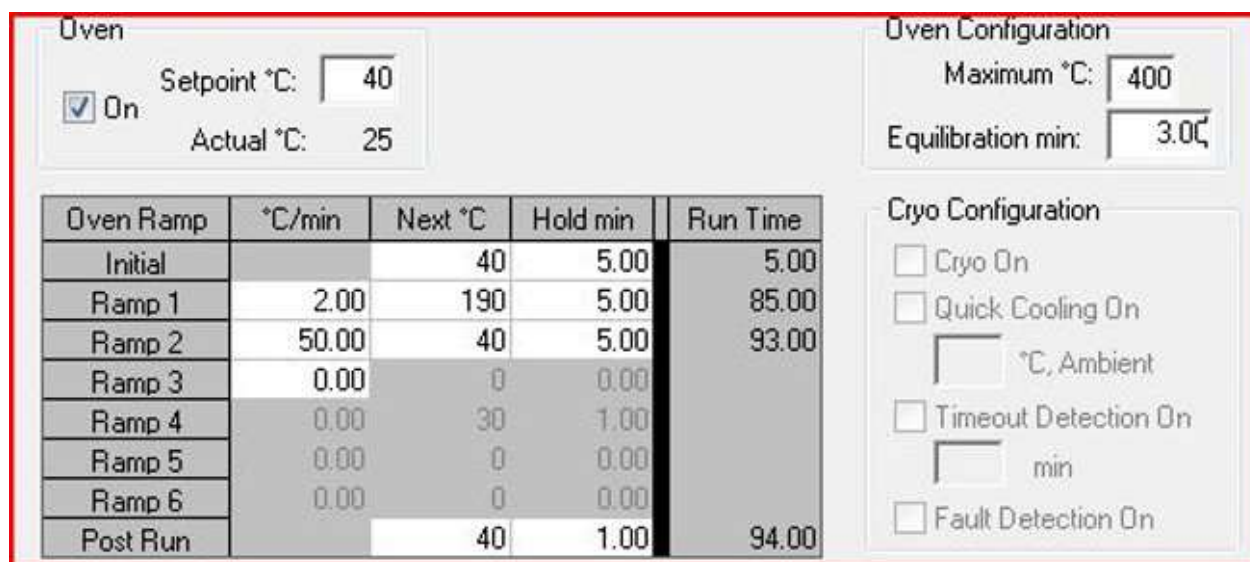 Oven
Setpoint °C: 40
On
Actual °C: 25
Oven Configuration
Maximum °C: 400
Equilibration min: 3.00
Oven Ramp °C/min Next °C Hold min Run Time
Initial 40 5.00 5.00
Ramp 1 2.00 190 5.00 85.00
Ramp 2 50.00 40 5.00 93.00
Ramp 3 0.00 0 0.00
Ramp 4 0.00 30 1.00
Ramp 5 0.00 0 0.00
Ramp 6 0.00 0 0.00
Post Run 40 1.00 94.00
Cryo Configuration
Cryo On
Quick Cooling On
°C, Ambient
Timeout Detection On
min
Fault Detection On